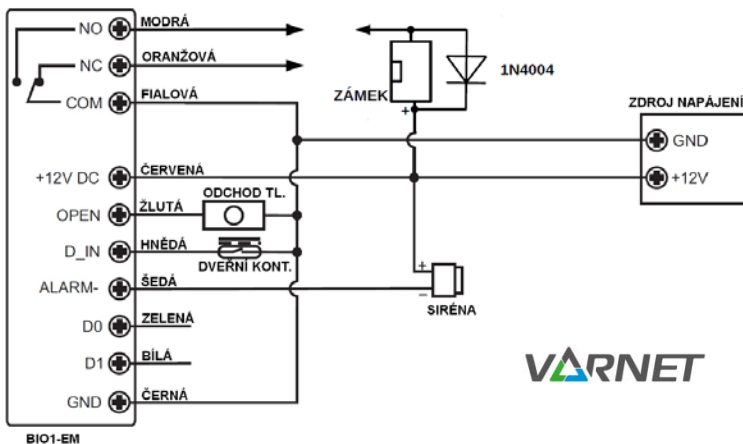 NO MODRÁ
NC ORANŽOVÁ
COM FIALOVÁ
+12V DC ČERVENÁ
OPEN ŽLUTÁ
ODCHOD TL.
D_IN HNĚDÁ
DVEŘNÍ KONT.
ALARM- ŠEDÁ
D0 ZELENÁ
D1 BÍLÁ
GND ČERNÁ
BIO1-EM
ZÁMEK
+
1N4004
ZDROJ NAPÁJENÍ
GND
+12V
+
−
SIRÉNA
VARNET